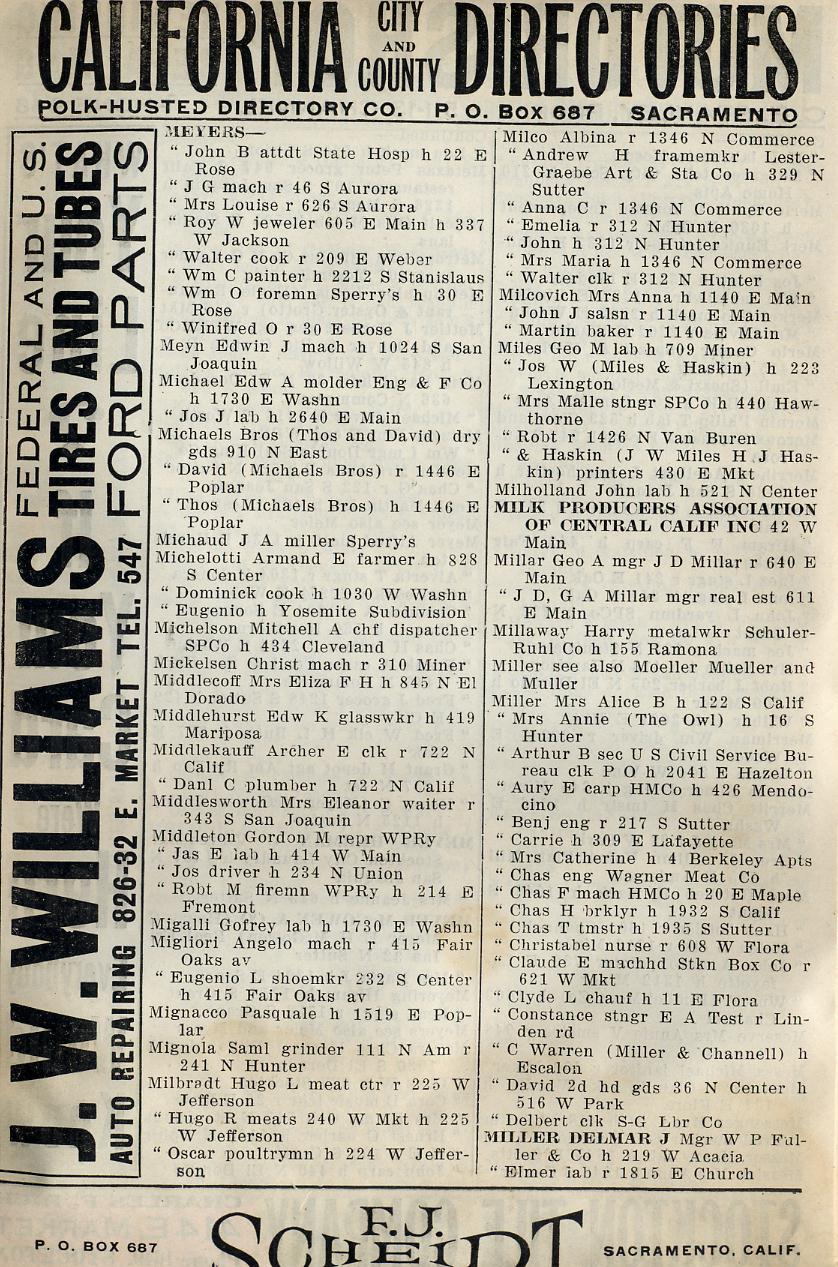 CALIFORNIA CITY AND COUNTY DIRECTORIES
POLK-HUSTED DIRECTORY CO. P. O. BOX 687 SACRAMENTO
J. W. WILLIAMS
FEDERAL AND U. S.
TIRES AND TUBES
FORD PARTS
AUTO REPAIRING 826-32 E. MARKET TEL. 547
MEYERS—
“ John B attdt State Hosp h 22 E
Rose
“ J G mach r 46 S Aurora
“ Mrs Louise r 626 S Aurora
“ Roy W jeweler 605 E Main h 337
W Jackson
“ Walter cook r 209 E Weber
“ Wm C painter h 2212 S Stanislaus
“ Wm O foremn Sperry's h 30 E
Rose
“ Winifred O r 30 E Rose
Meyn Edwin J mach h 1024 S San
Joaquin
Michael Edw A molder Eng & F Co
h 1730 E Washn
“ Jos J lab h 2640 E Main
Michaels Bros (Thos and David) dry
gds 910 N East
“ David (Michaels Bros) r 1446 E
Poplar
“ Thos (Michaels Bros) h 1446 E
Poplar
Michaud J A miller Sperry's
Michelotti Armand E farmer h 828
S Center
“ Dominick cook h 1030 W Washn
“ Eugenio h Yosemite Subdivision
Michelson Mitchell A chf dispatcher
SPCo h 434 Cleveland
Mickelsen Christ mach r 310 Miner
Middlecoff Mrs Eliza F H h 845 N El
Dorado
Middlehurst Edw K glasswkr h 419
Mariposa
Middlekauff Archer E clk r 722 N
Calif
“ Danl C plumber h 722 N Calif
Middlesworth Mrs Eleanor waiter r
343 S San Joaquin
Middleton Gordon M repr WPRy
“ Jas E lab h 414 W Main
“ Jos driver h 234 N Union
“ Robt M firemn WPRy h 214 E
Fremont
Migalli Gofrey lab h 1730 E Washn
Migliori Angelo mach r 415 Fair
Oaks av
“ Eugenio L shoemkr 232 S Center
h 415 Fair Oaks av
Mignacco Pasquale h 1519 E Pop-
lar
Mignola Saml grinder 111 N Am r
241 N Hunter
Milbradt Hugo L meat ctr r 225 W
Jefferson
“ Hugo R meats 240 W Mkt h 225
W Jefferson
“ Oscar poultrymn h 224 W Jeffer-
son
Milco Albina r 1346 N Commerce
“ Andrew H framemkr Lester-
Graebe Art & Sta Co h 329 N
Sutter
“ Anna C r 1346 N Commerce
“ Emelia r 312 N Hunter
“ John h 312 N Hunter
“ Mrs Maria h 1346 N Commerce
“ Walter clk r 312 N Hunter
Milcovich Mrs Anna h 1140 E Main
“ John J salsn r 1140 E Main
“ Martin baker r 1140 E Main
Miles Geo M lab h 709 Miner
“ Jos W (Miles & Haskin) h 223
Lexington
“ Mrs Malle stngr SPCo h 440 Haw-
thorne
“ Robt r 1426 N Van Buren
“ & Haskin (J W Miles H J Has-
kin) printers 430 E Mkt
Milholland John lab h 521 N Center
MILK PRODUCERS ASSOCIATION
OF CENTRAL CALIF INC 42 W
Main
Millar Geo A mgr J D Millar r 640 E
Main
“ J D, G A Millar mgr real est 611
E Main
Millaway Harry metalwkr Schuler-
Ruhl Co h 155 Ramona
Miller see also Moeller Mueller and
Muller
Miller Mrs Alice B h 122 S Calif
“ Mrs Annie (The Owl) h 16 S
Hunter
“ Arthur B sec U S Civil Service Bu-
reau clk P O h 2041 E Hazelton
“ Aury E carp HMCo h 426 Mendo-
cino
“ Benj eng r 217 S Sutter
“ Carrie h 309 E Lafayette
“ Mrs Catherine h 4 Berkeley Apts
“ Chas eng Wagner Meat Co
“ Chas F mach HMCo h 20 E Maple
“ Chas H brklyr h 1932 S Calif
“ Chas T tmstr h 1935 S Sutter
“ Christabel nurse r 608 W Flora
“ Claude E machhd Stkn Box Co r
621 W Mkt
“ Clyde L chauf h 11 E Flora
“ Constance stngr E A Test r Lin-
den rd
“ C Warren (Miller & Channell) h
Escalon
“ David 2d hd gds 36 N Center h
516 W Park
“ Delbert clk S-G Lbr Co
MILLER DELMAR J Mgr W P Ful-
ler & Co h 219 W Acacia
“ Elmer lab r 1815 E Church
P. O. BOX 687 F. J. SCHEIDT SACRAMENTO, CALIF.